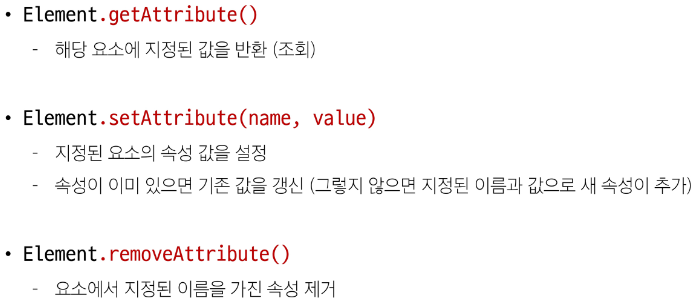 • Element.getAttribute()
- 해당 요소에 지정된 값을 반환 (조회)
• Element.setAttribute(name, value)
- 지정된 요소의 속성 값을 설정
- 속성이 이미 있으면 기존 값을 갱신 (그렇지 않으면 지정된 이름과 값으로 새 속성이 추가)
• Element.removeAttribute()
- 요소에서 지정된 이름을 가진 속성 제거